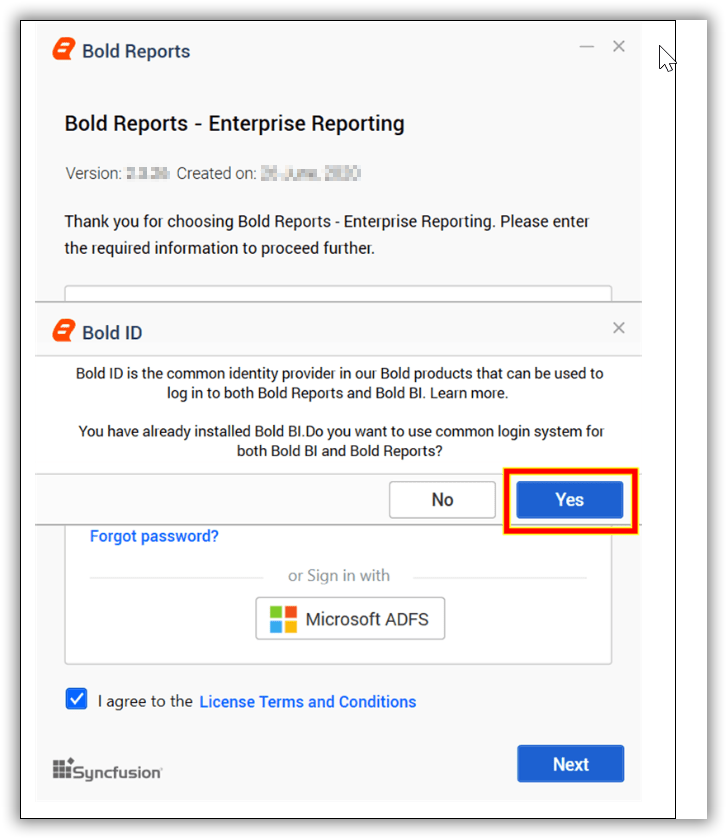 Bold Reports
Bold Reports - Enterprise Reporting
Version: Created on:
Thank you for choosing Bold Reports - Enterprise Reporting. Please enter
the required information to proceed further.
Bold ID
Bold ID is the common identity provider in our Bold products that can be used to
log in to both Bold Reports and Bold BI. Learn more.
You have already installed Bold BI.Do you want to use common login system for
both Bold BI and Bold Reports?
No Yes
Forgot password?
or Sign in with
Microsoft ADFS
I agree to the License Terms and Conditions
Syncfusion
Next